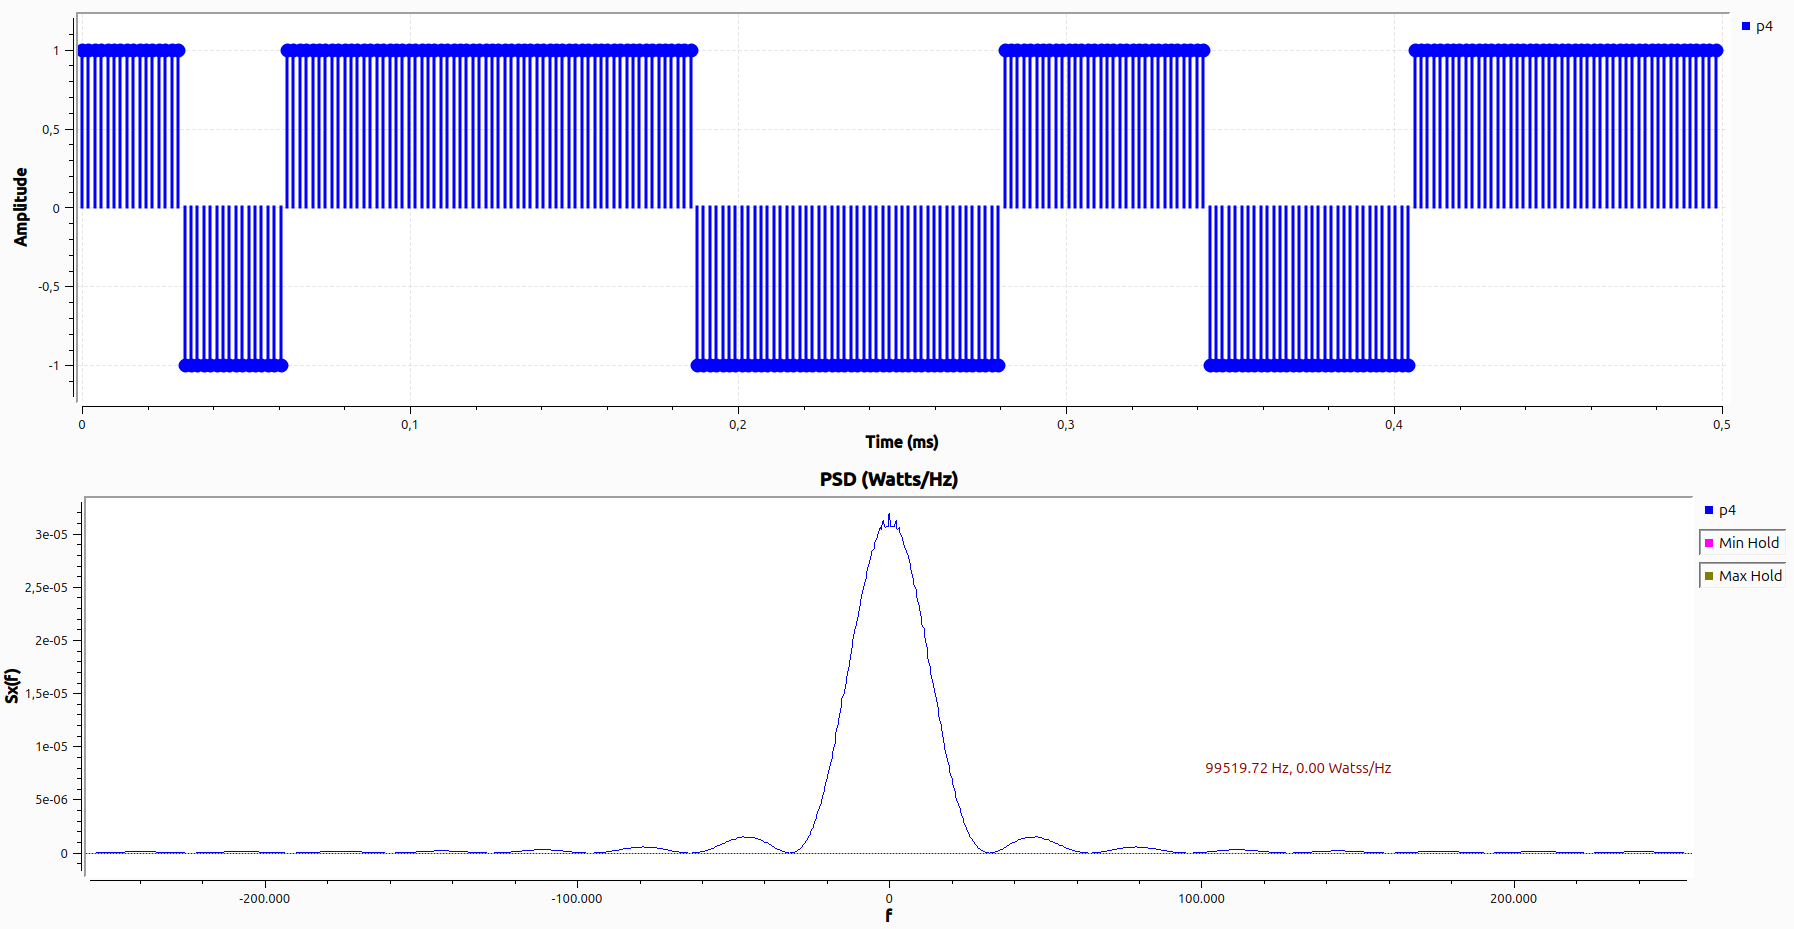 p4
1
0,5
0
-0,5
-1
Amplitude
0 0,1 0,2 0,3 0,4 0,5
Time (ms)
PSD (Watts/Hz)
p4
Min Hold
Max Hold
3e-05
2,5e-05
2e-05
1,5e-05
1e-05
5e-06
0
Sx(f)
99519.72 Hz, 0.00 Watss/Hz
-200.000 -100.000 0 100.000 200.000
f